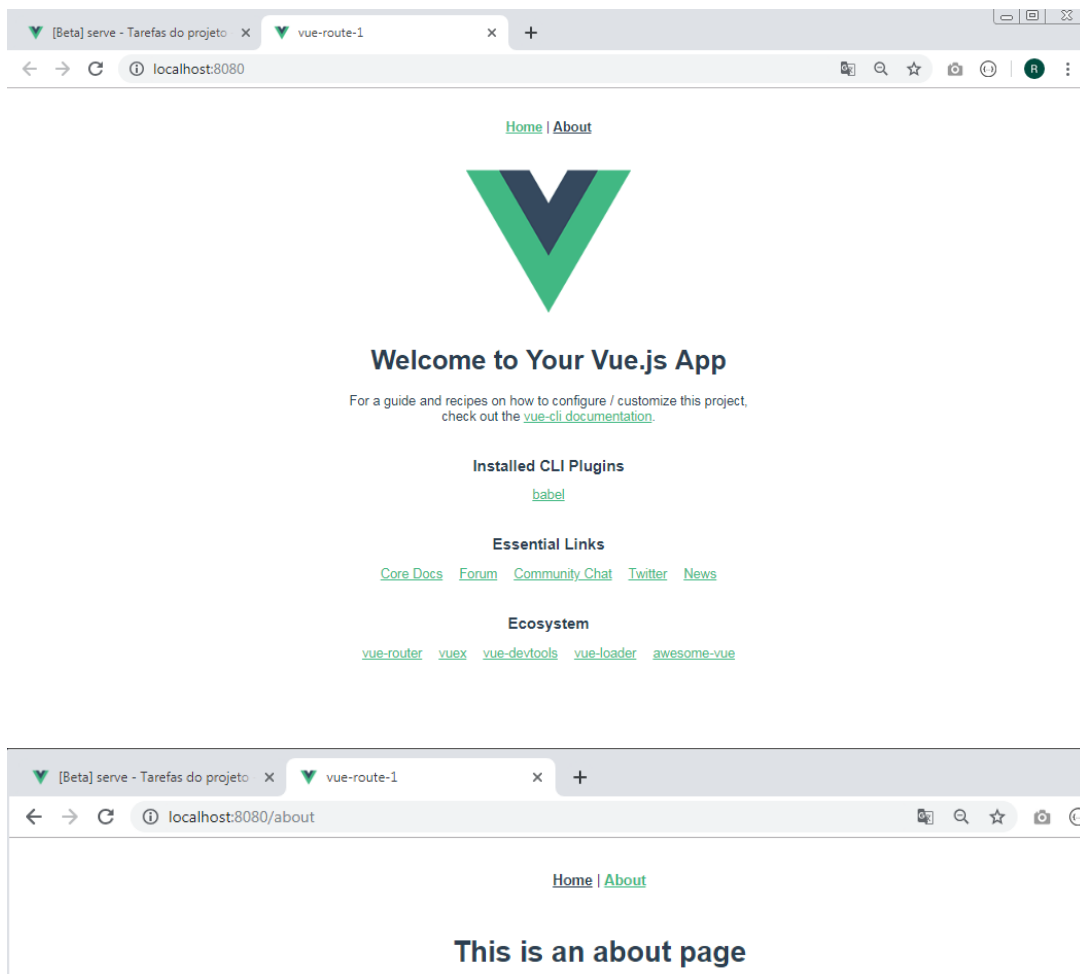 [Beta] serve - Tarefas do projeto
vue-route-1
localhost:8080
R
Home | About
Welcome to Your Vue.js App
For a guide and recipes on how to configure / customize this project,
check out the vue-cli documentation.
Installed CLI Plugins
babel
Essential Links
Core Docs Forum Community Chat Twitter News
Ecosystem
vue-router vuex vue-devtools vue-loader awesome-vue
[Beta] serve - Tarefas do projeto
vue-route-1
localhost:8080/about
Home | About
This is an about page